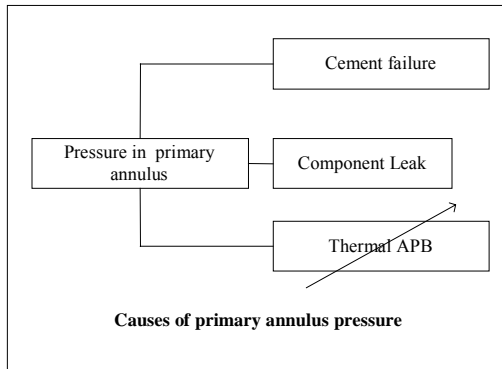 Cement failure
Pressure in primary
annulus
Component Leak
Thermal APB
Causes of primary annulus pressure